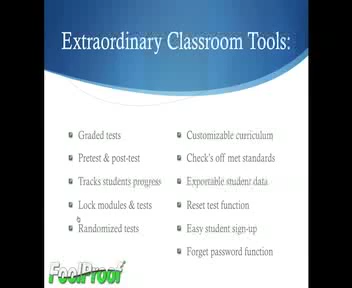 Extraordinary Classroom Tools:
Graded tests
Pretest & post-test
Tracks students progress
Lock modules & tests
Randomized tests
Customizable curriculum
Check's off met standards
Exportable student data
Reset test function
Easy student sign-up
Forget password function
FoolProof